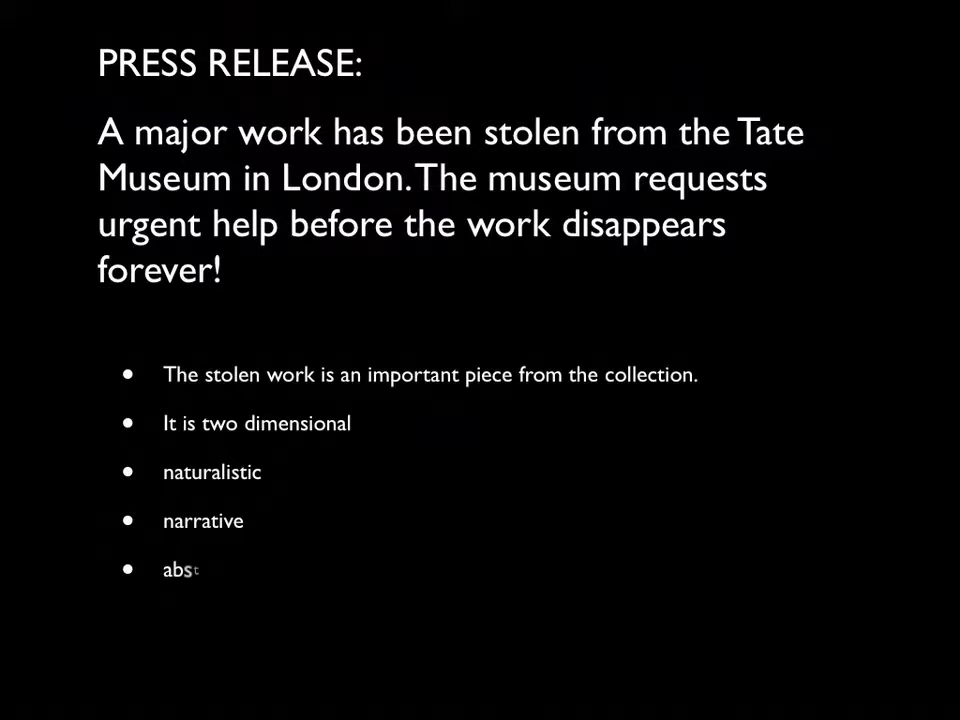 PRESS RELEASE:
A major work has been stolen from the Tate
Museum in London. The museum requests
urgent help before the work disappears
forever!
• The stolen work is an important piece from the collection.
• It is two dimensional
• naturalistic
• narrative
• abst